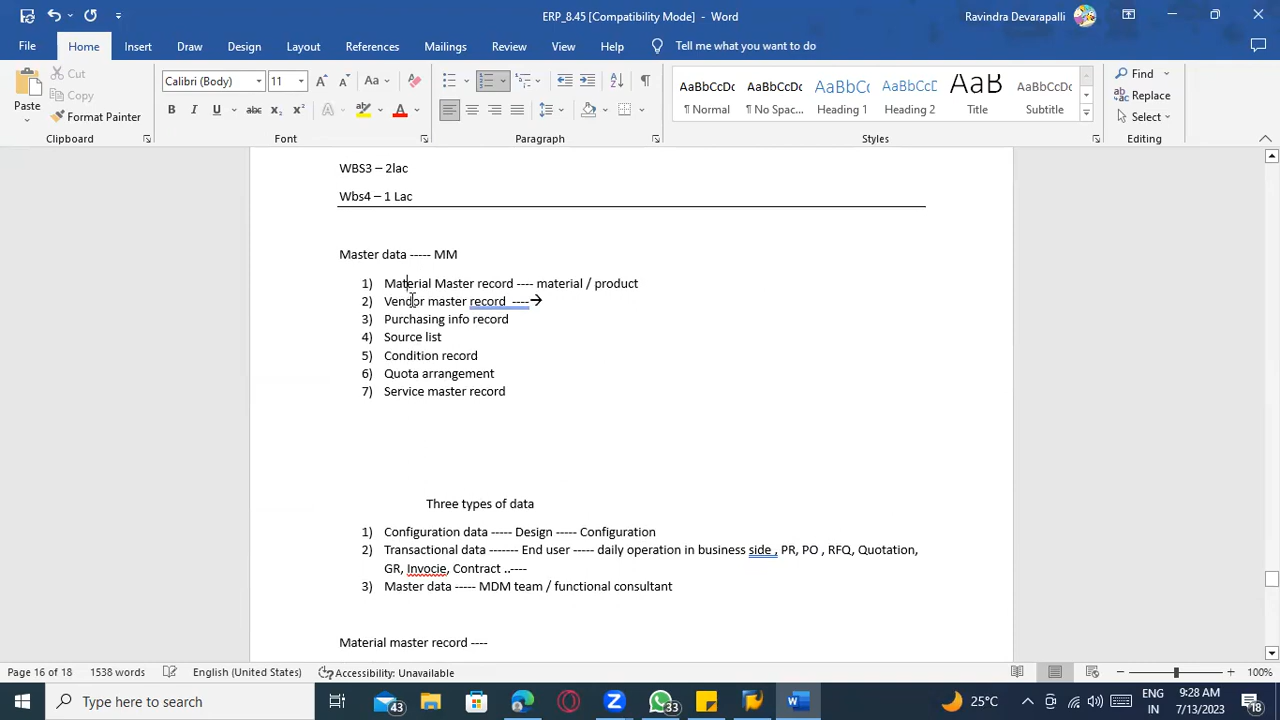 ERP_8.45 [Compatibility Mode] - Word
Ravindra Devarapalli
File Home Insert Draw Design Layout References Mailings Review View Help Tell me what you want to do
Paste
Cut
Copy
Format Painter
Clipboard
Calibri (Body) 11
Font
Paragraph
AaBbCcDc AaBbCcDc AaBbCc AaBbCcD AaB AaBbCcD
¶ Normal ¶ No Spac... Heading 1 Heading 2 Title Subtitle
Styles
Find
Replace
Select
Editing
WBS3 – 2lac
Wbs4 – 1 Lac
Master data ----- MM
1) Material Master record ---- material / product
2) Vendor master record ----→
3) Purchasing info record
4) Source list
5) Condition record
6) Quota arrangement
7) Service master record
Three types of data
1) Configuration data ----- Design ----- Configuration
2) Transactional data ------- End user ----- daily operation in business side , PR, PO , RFQ, Quotation,
GR, Invocie, Contract ..----
3) Master data ----- MDM team / functional consultant
Material master record ----
Page 16 of 18 1538 words English (United States) Accessibility: Unavailable 100%
Type here to search
43
33
25°C
ENG
IN
9:28 AM
7/13/2023
18